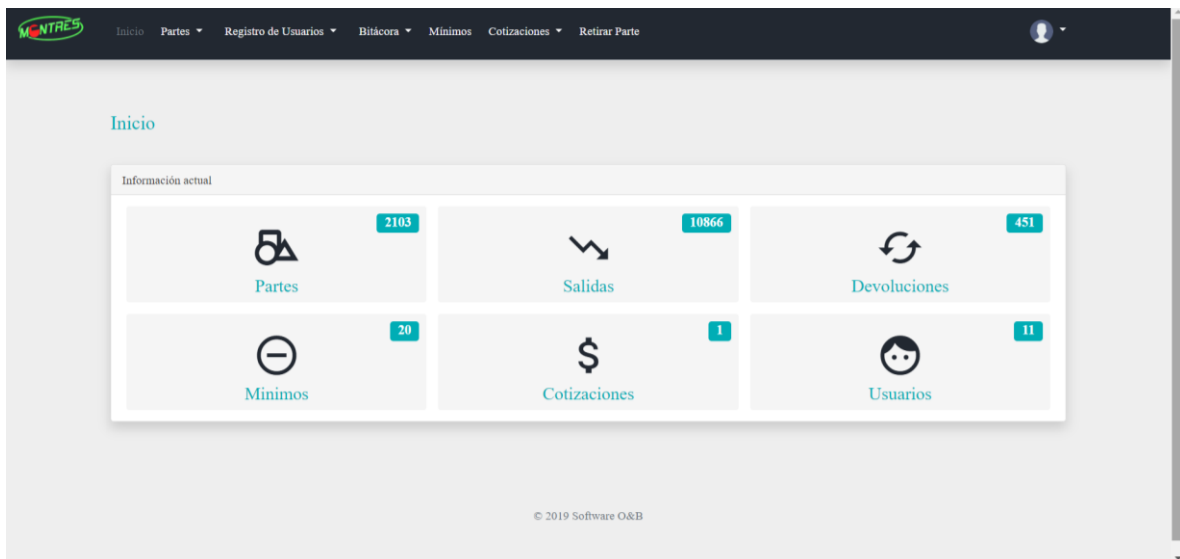 MONTRES Inicio Partes Registro de Usuarios Bitácora Mínimos Cotizaciones Retirar Parte
Inicio
Información actual
2103
Partes
10866
Salidas
451
Devoluciones
20
Minimos
1
Cotizaciones
11
Usuarios
© 2019 Software O&B